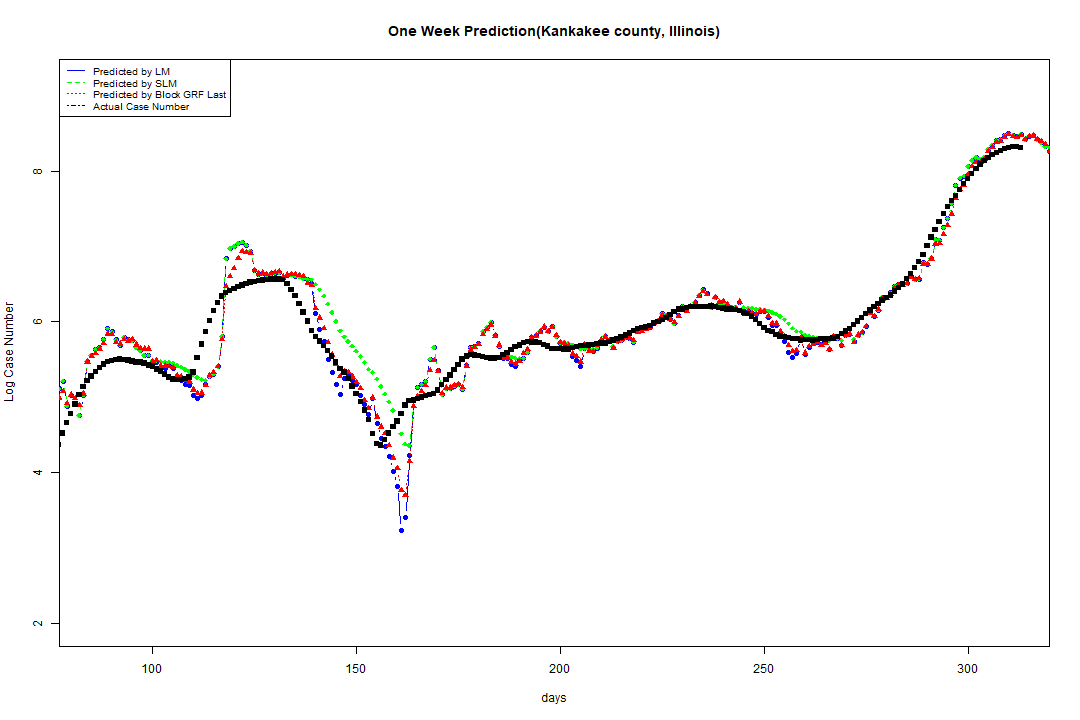 One Week Prediction(Kankakee county, Illinois)
Predicted by LM
Predicted by SLM
Predicted by Block GRF Last
Actual Case Number
Log Case Number
8
6
4
2
100 150 200 250 300
days